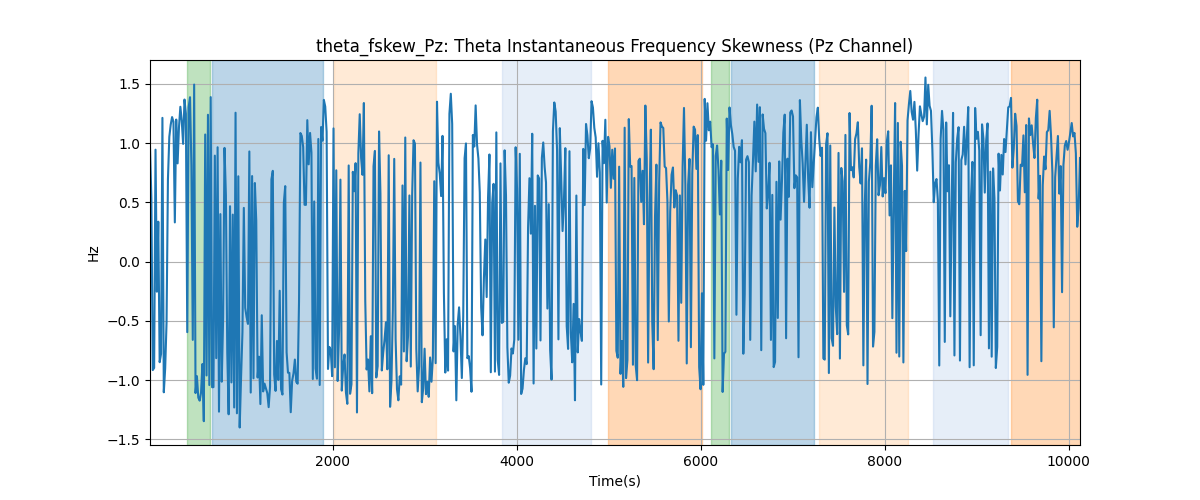 theta_fskew_Pz: Theta Instantaneous Frequency Skewness (Pz Channel)
1.5
1.0
0.5
0.0
−0.5
−1.0
−1.5
Hz
2000 4000 6000 8000 10000
Time(s)